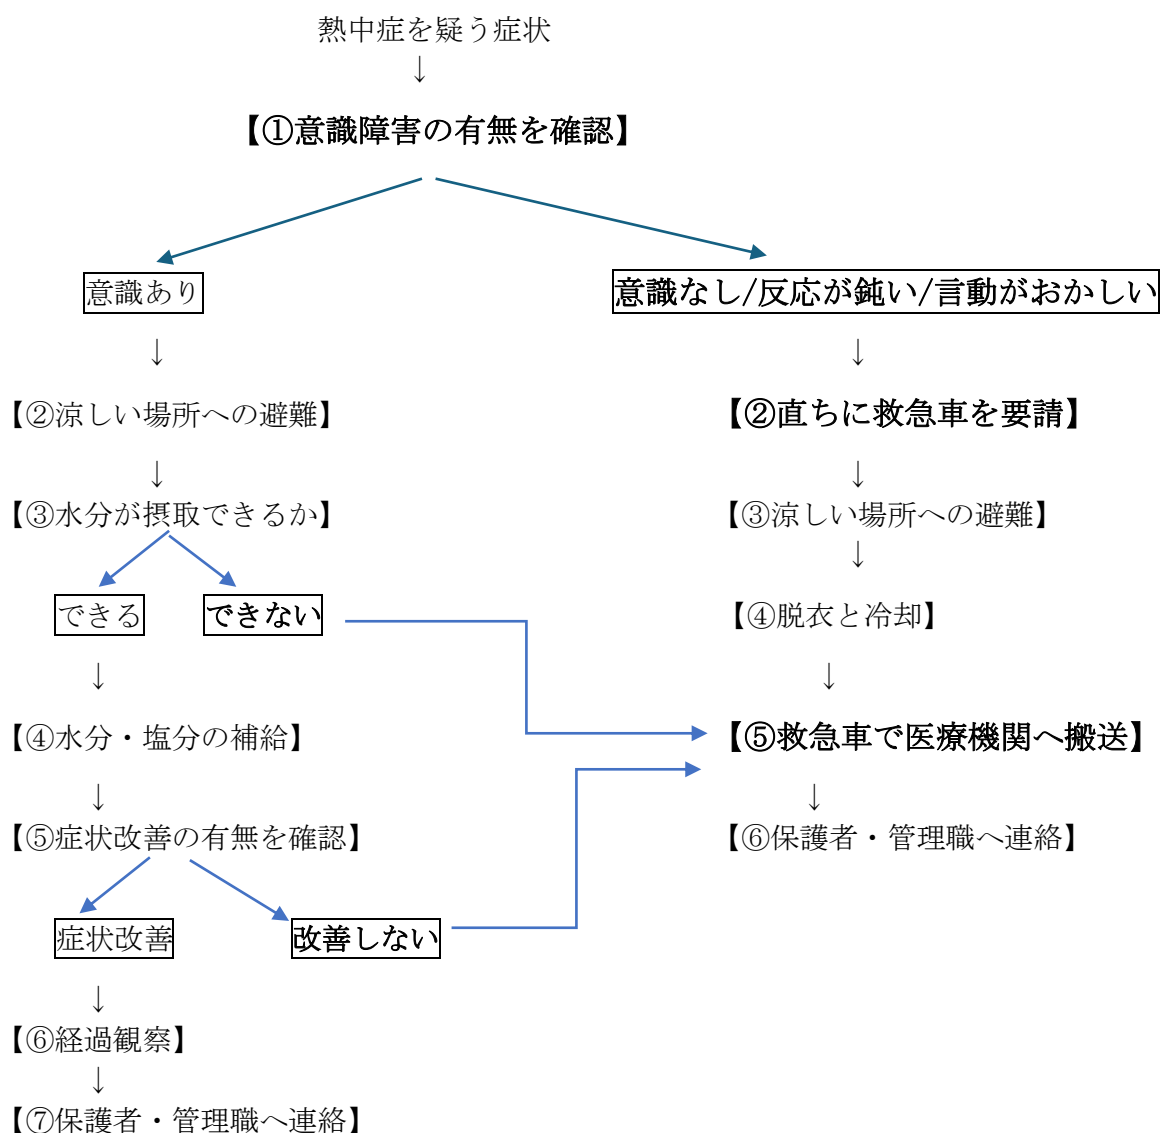 熱中症を疑う症状
↓
【①意識障害の有無を確認】
意識あり
意識なし/反応が鈍い/言動がおかしい
↓
↓
【②涼しい場所への避難】
【②直ちに救急車を要請】
↓
↓
【③水分が摂取できるか】
【③涼しい場所への避難】
↓
できる
できない
【④脱衣と冷却】
↓
↓
【④水分・塩分の補給】
【⑤救急車で医療機関へ搬送】
↓
↓
【⑤症状改善の有無を確認】
【⑥保護者・管理職へ連絡】
症状改善
改善しない
↓
【⑥経過観察】
↓
【⑦保護者・管理職へ連絡】